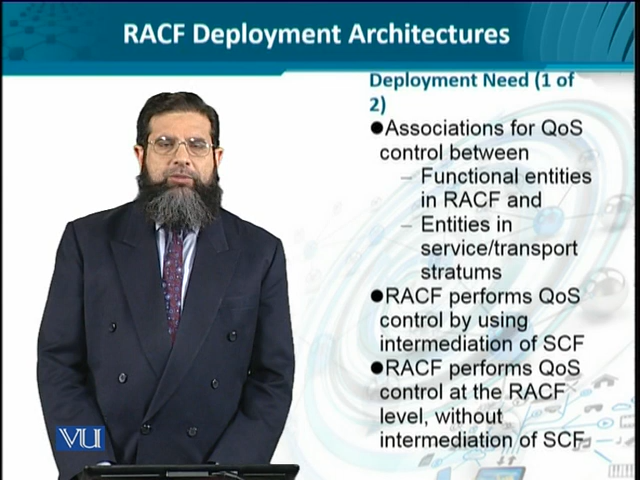 RACF Deployment Architectures
Deployment Need (1 of
2)
●Associations for QoS
control between
– Functional entities
in RACF and
– Entities in
service/transport
stratums
●RACF performs QoS
control by using
intermediation of SCF
●RACF performs QoS
control at the RACF
level, without
intermediation of SCF
VU